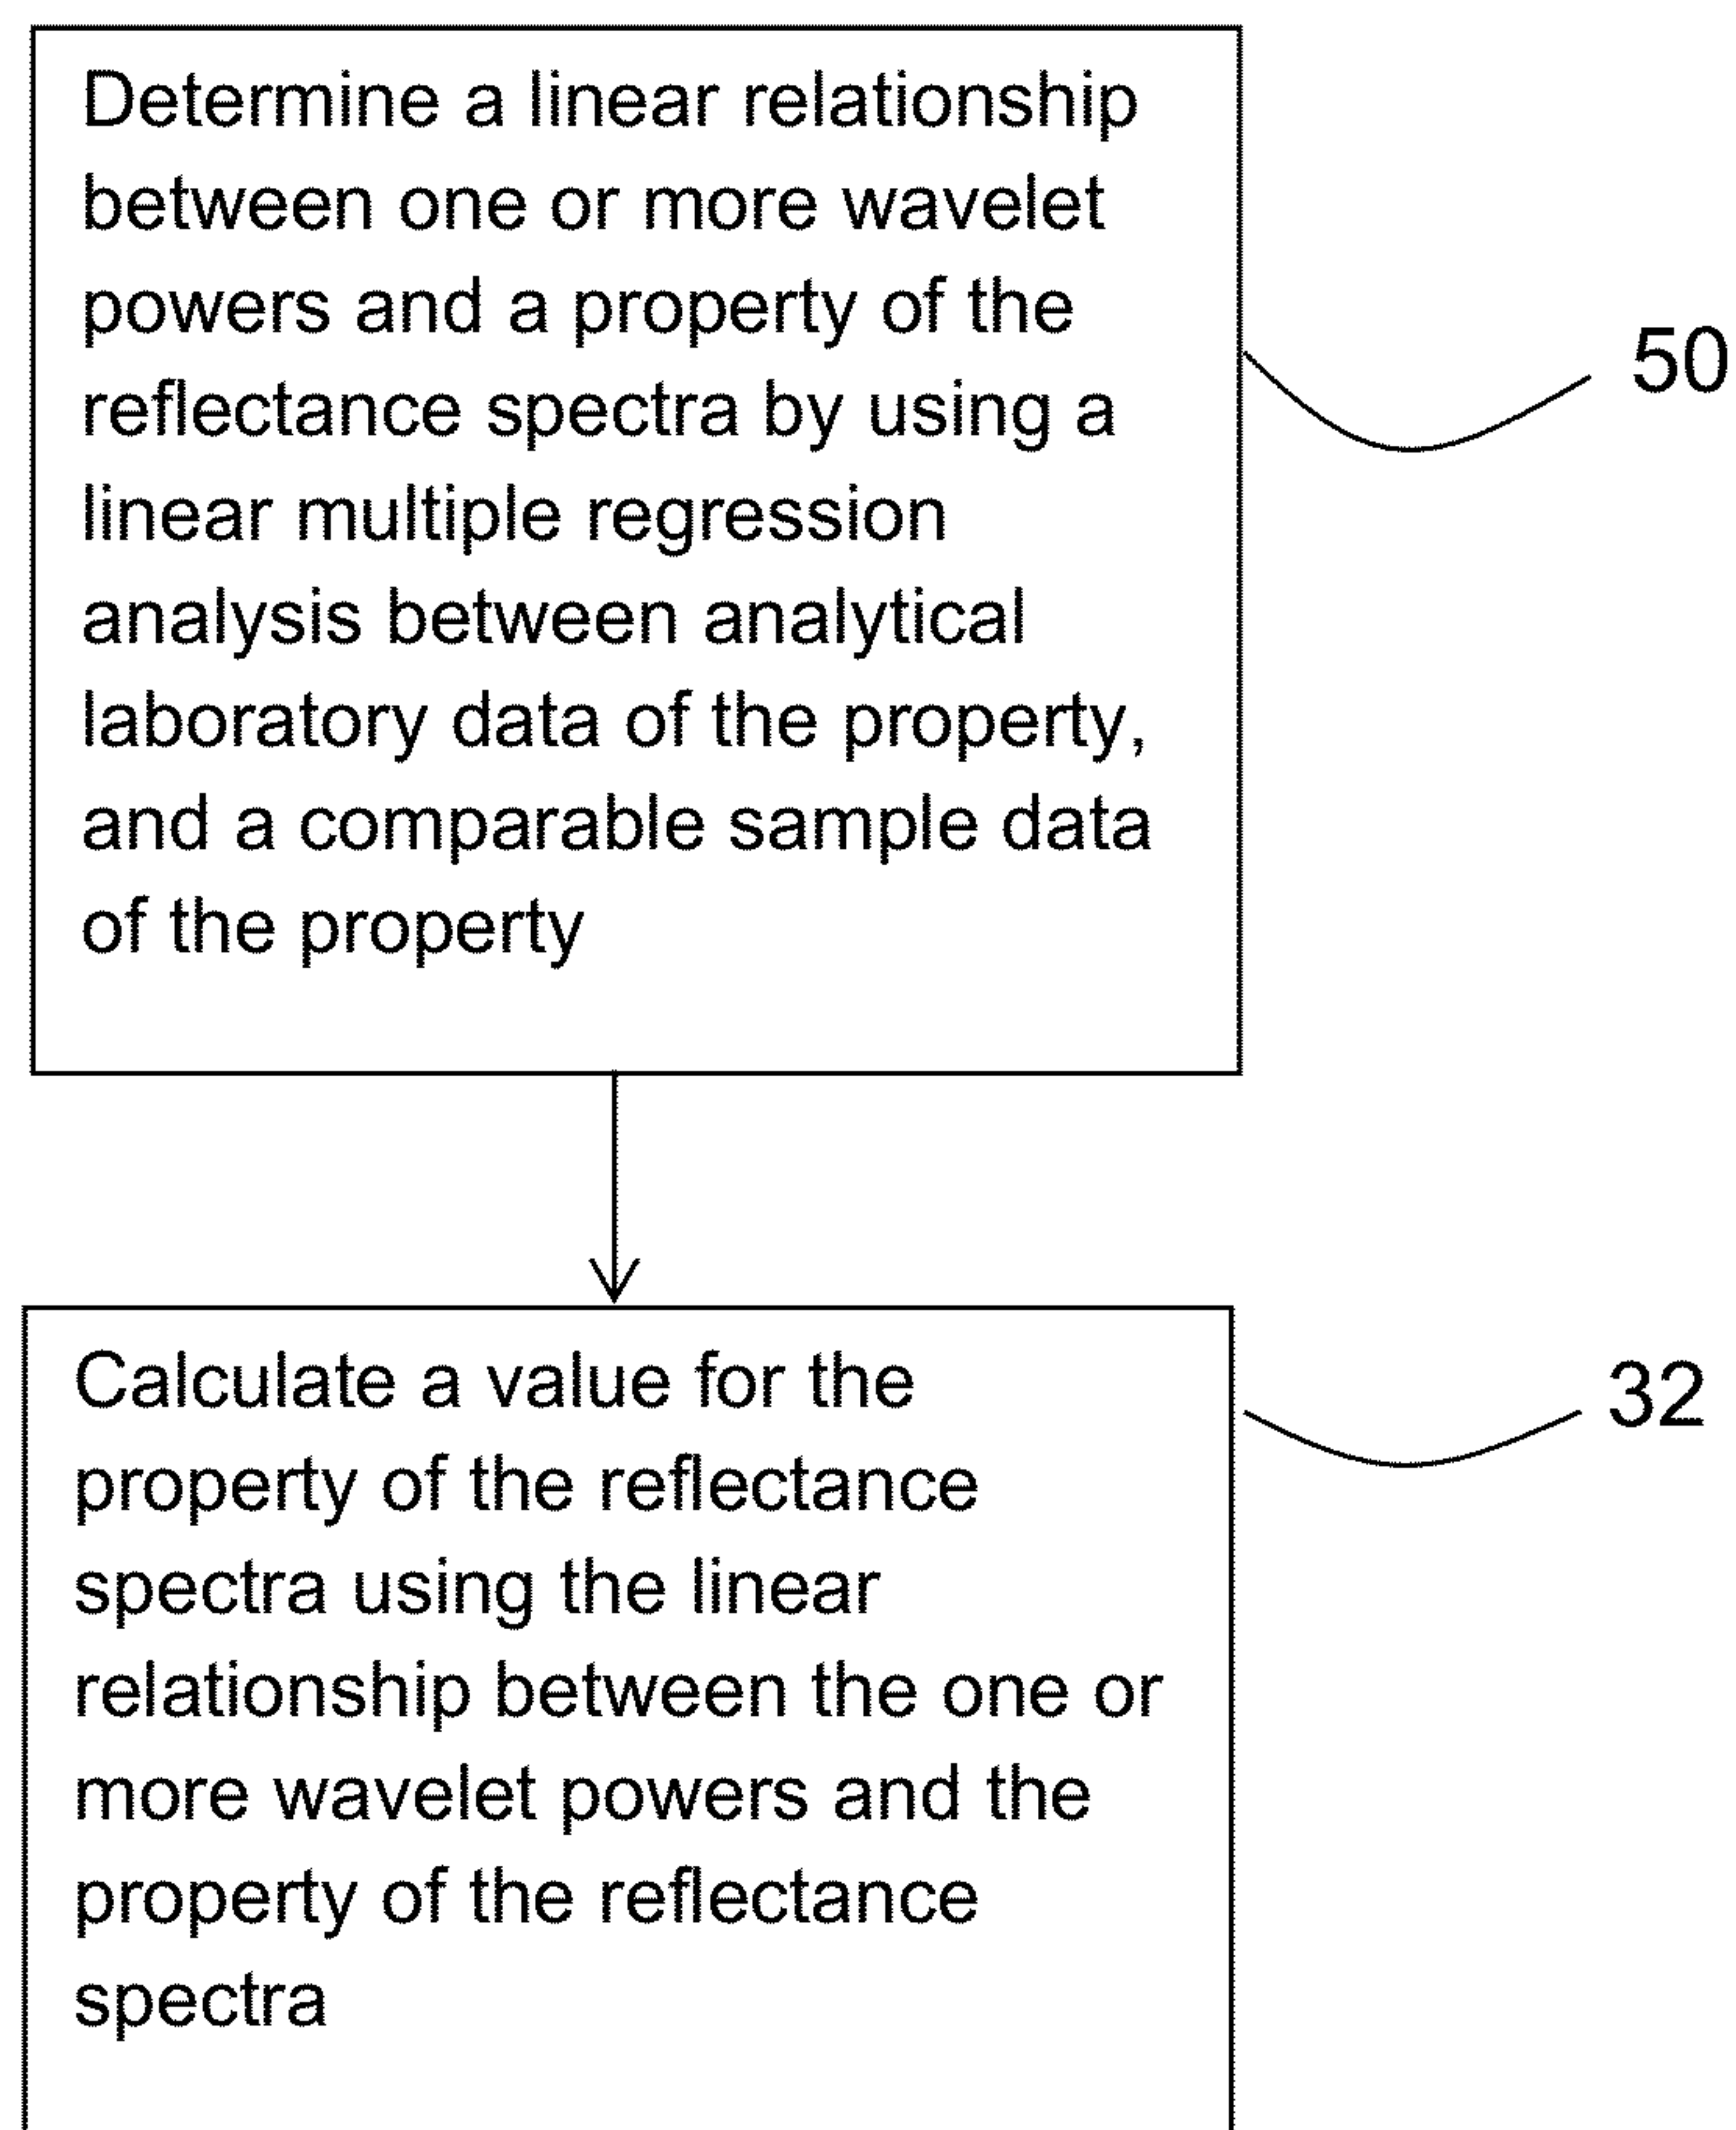 Determine a linear relationship
between one or more wavelet
powers and a property of the
reflectance spectra by using a
linear multiple regression
analysis between analytical
laboratory data of the property,
and a comparable sample data
of the property
50
Calculate a value for the
property of the reflectance
spectra using the linear
relationship between the one or
more wavelet powers and the
property of the reflectance
spectra
32